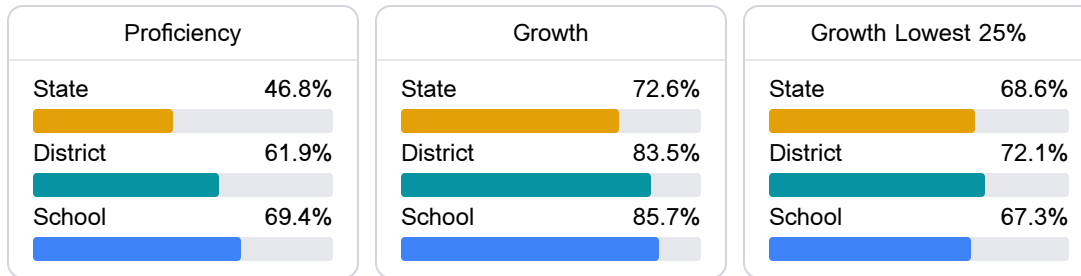 Proficiency
State 46.8%
District 61.9%
School 69.4%
Growth
State 72.6%
District 83.5%
School 85.7%
Growth Lowest 25%
State 68.6%
District 72.1%
School 67.3%